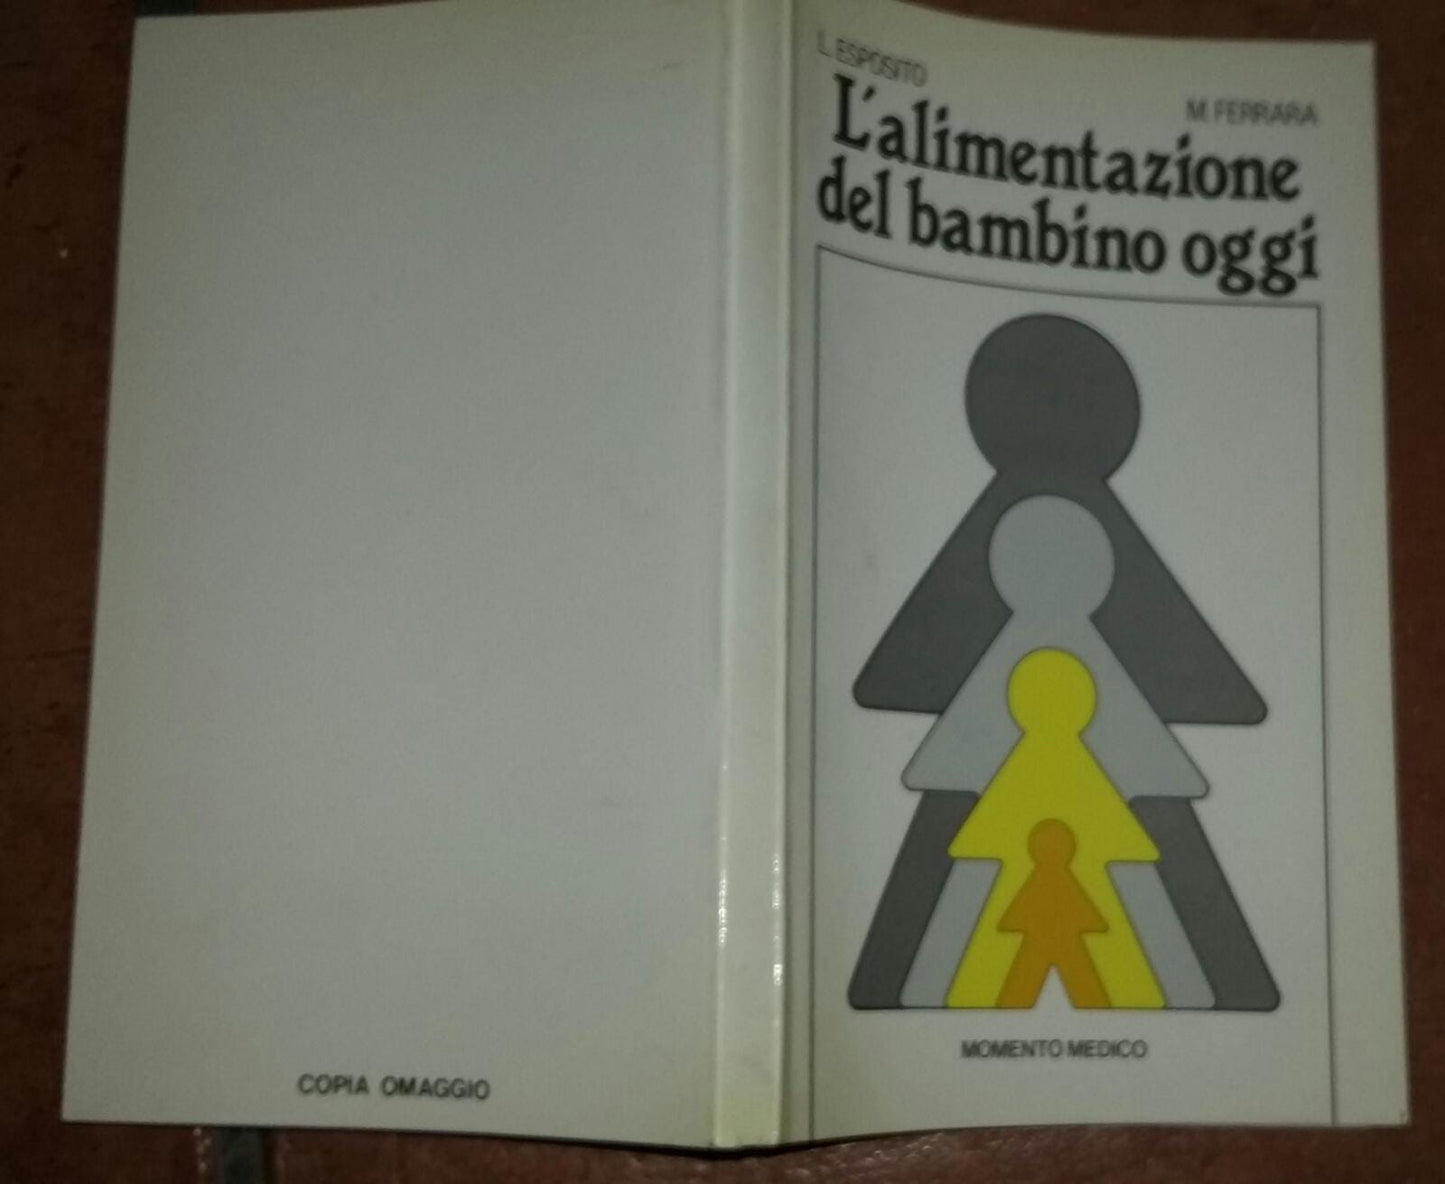 L. ESPOSITO
M. FERRARA
L'alimentazione
del bambino oggi
MOMENTO MEDICO
COPIA OMAGGIO